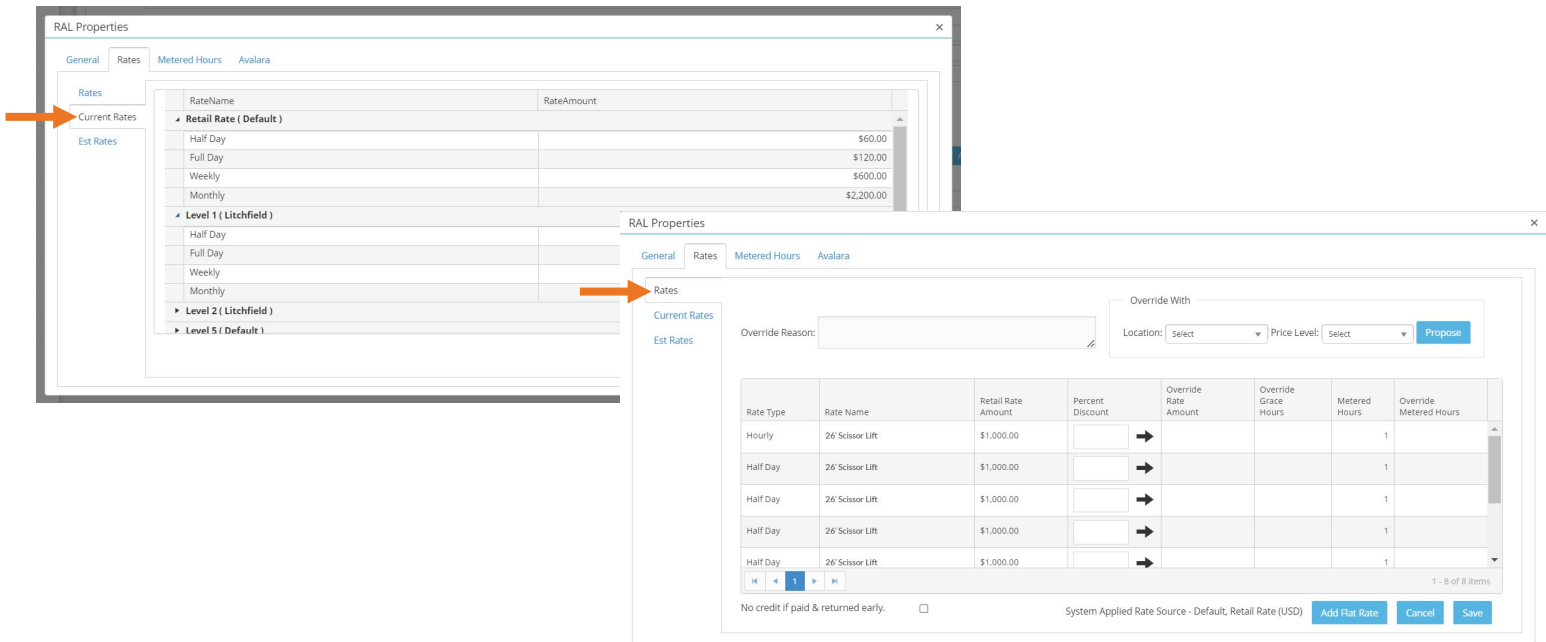 RAL Properties ×
General Rates Metered Hours Avalara
Rates
Current Rates
Est Rates
RateName RateAmount
Retail Rate ( Default )
Half Day $60.00
Full Day $120.00
Weekly $600.00
Monthly $2,200.00
Level 1 ( Litchfield )
Half Day
Full Day
Weekly
Monthly
Level 2 ( Litchfield )
Level 5 ( Default )
RAL Properties ×
General Rates Metered Hours Avalara
Rates
Current Rates
Est Rates
Override Reason:
Override With
Location: Select Price Level: Select Propose
Rate Type Rate Name Retail Rate Amount Percent Discount Override Rate Amount Override Grace Hours Metered Hours Override Metered Hours
Hourly 26' Scissor Lift $1,000.00 1
Half Day 26' Scissor Lift $1,000.00 1
Half Day 26' Scissor Lift $1,000.00 1
Half Day 26' Scissor Lift $1,000.00 1
Half Day 26' Scissor Lift $1,000.00 1
1 1 - 8 of 8 items
No credit if paid & returned early. System Applied Rate Source - Default, Retail Rate (USD) Add Flat Rate Cancel Save